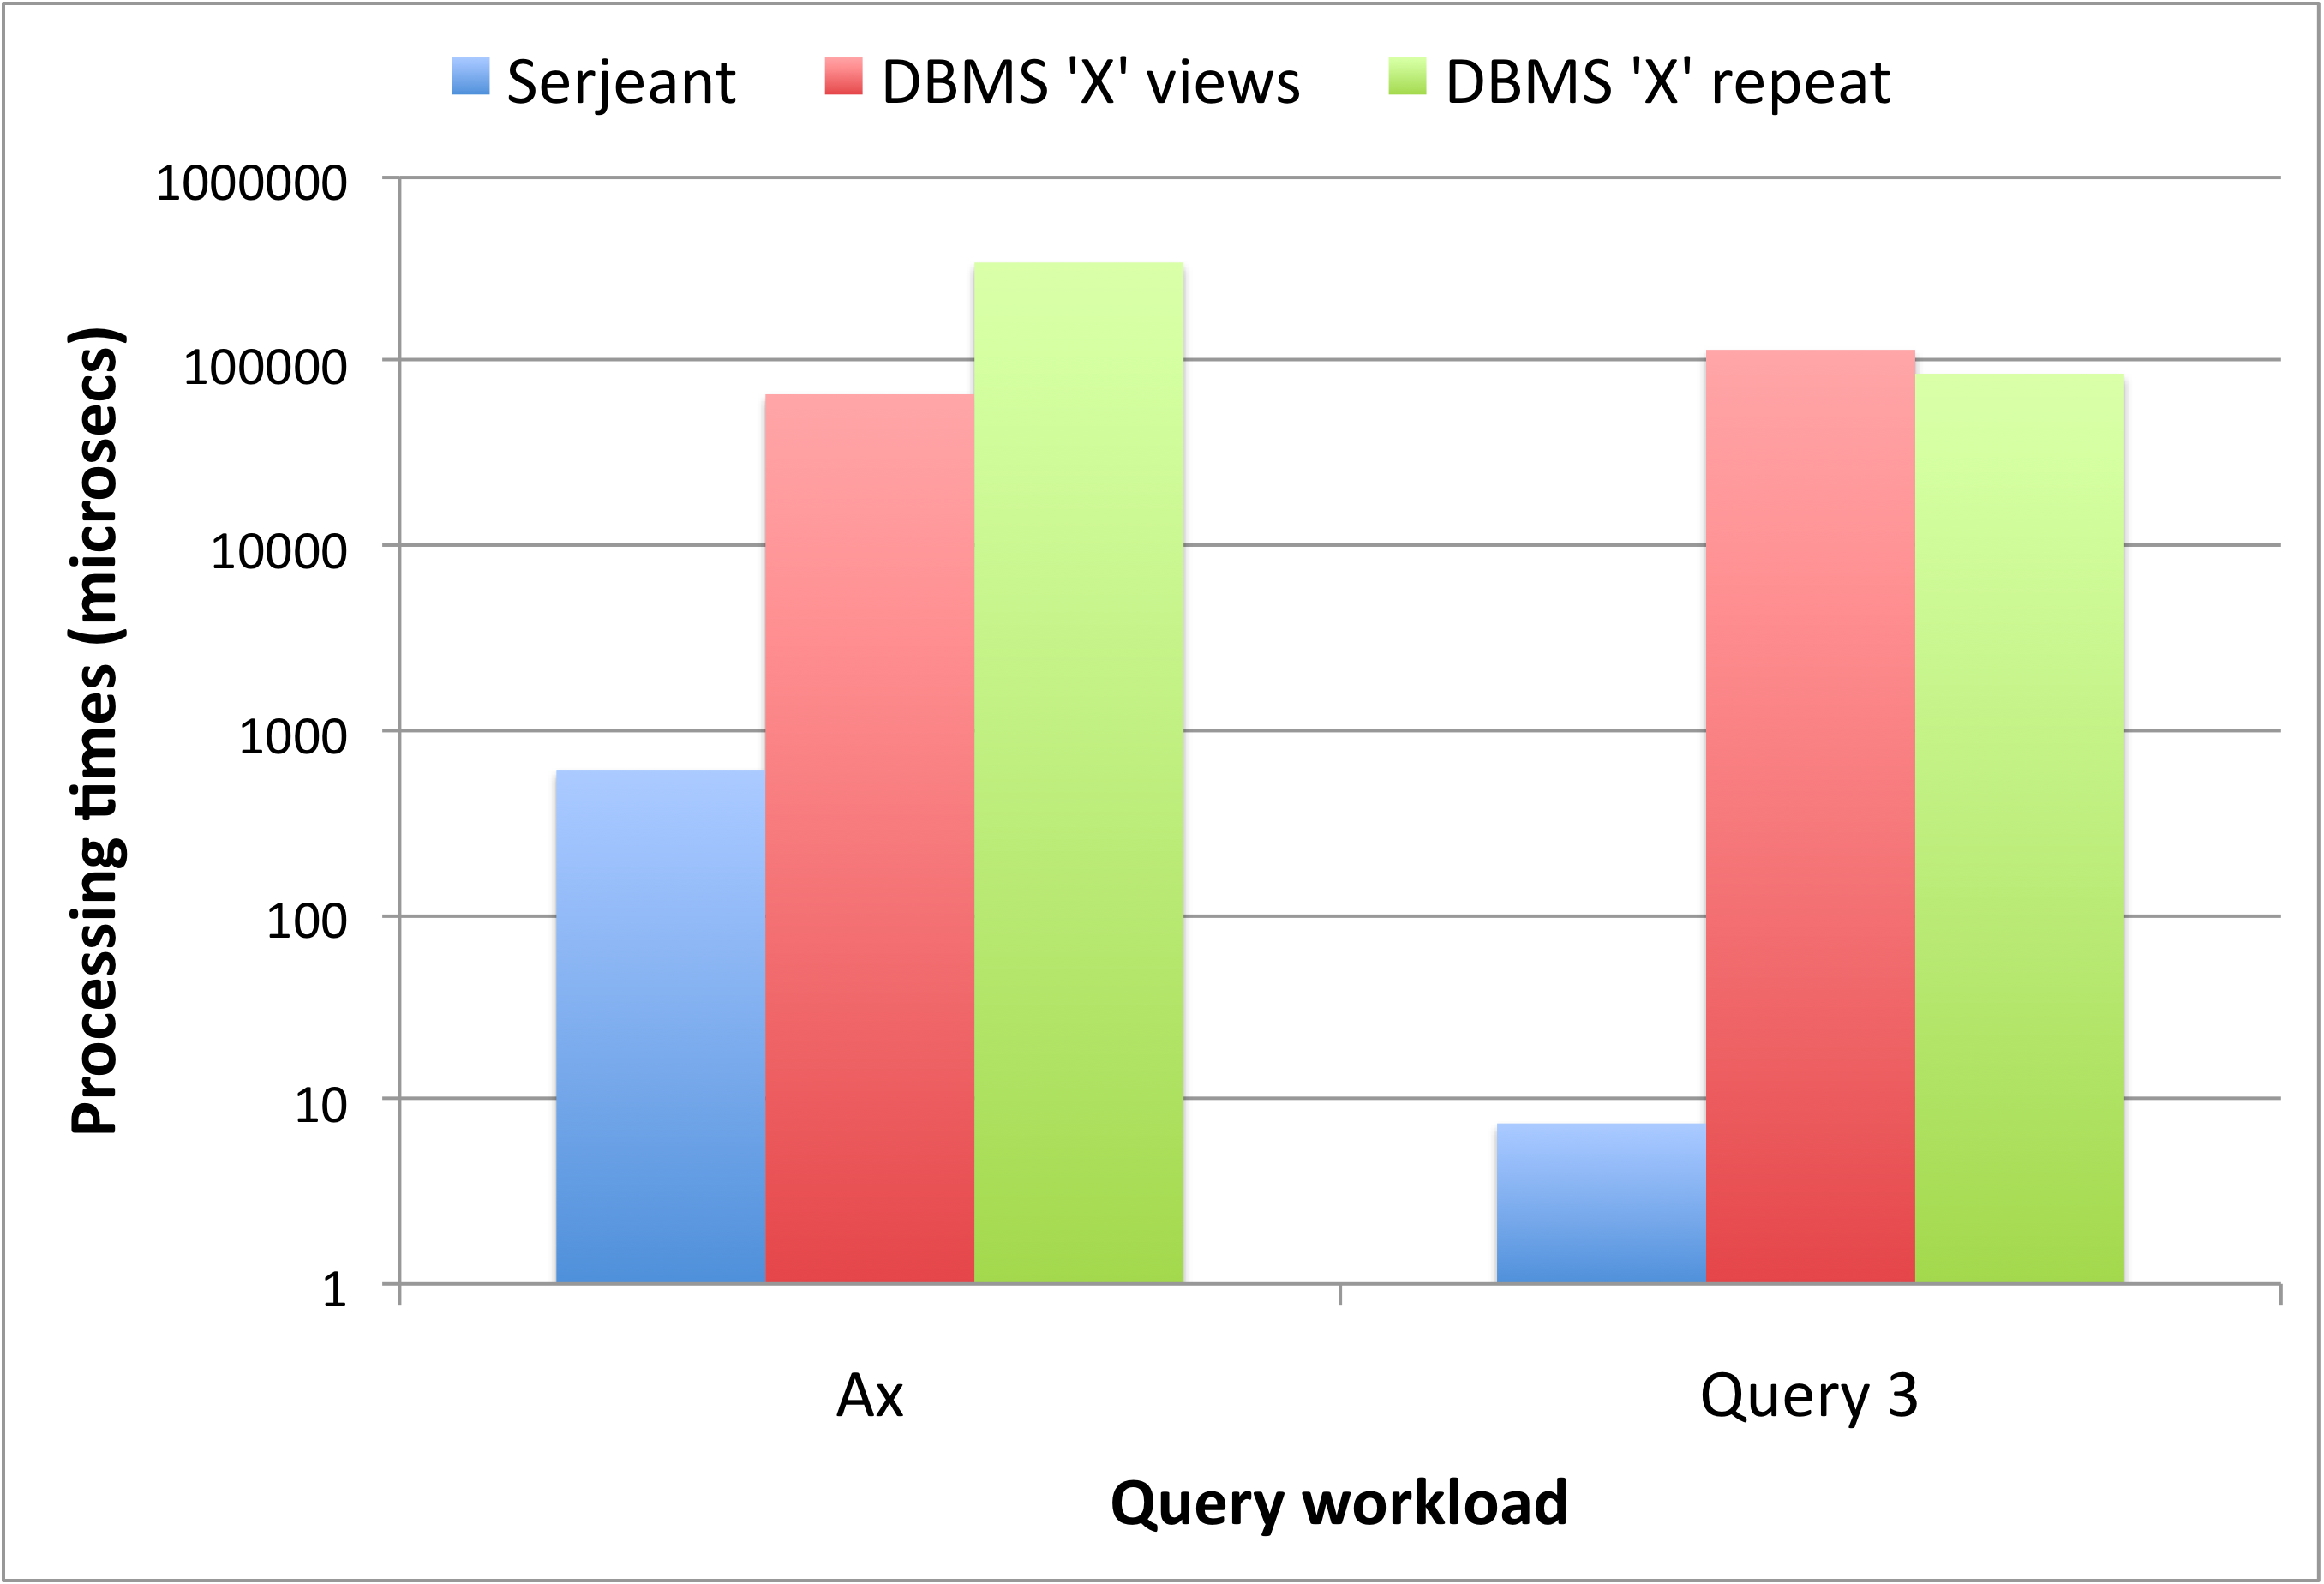 Serjeant DBMS 'X' views DBMS 'X' repeat
1000000
100000
10000
1000
100
10
1
Processing times (microsecs)
Ax Query 3
Query workload